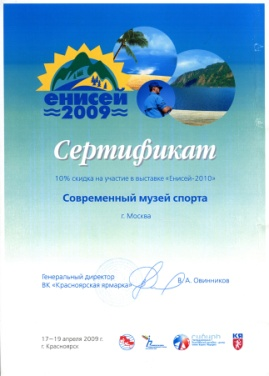 ЕНИСЕЙ
2009
Сертификат
10% скидка на участие в выставке «Енисей-2010»
Современный музей спорта
г. Москва
Генеральный директор
ВК «Красноярская ярмарка»
В. А. Овинников
17–19 апреля 2009 г.
г. Красноярск